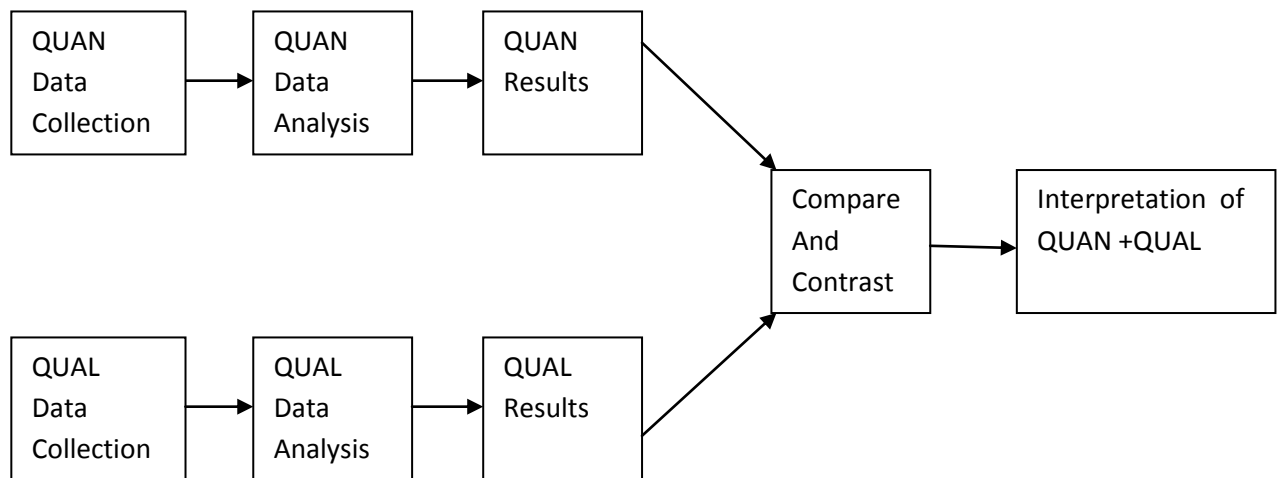 QUAN
Data
Collection
QUAN
Data
Analysis
QUAN
Results
Compare
And
Contrast
Interpretation of
QUAN +QUAL
QUAL
Data
Collection
QUAL
Data
Analysis
QUAL
Results